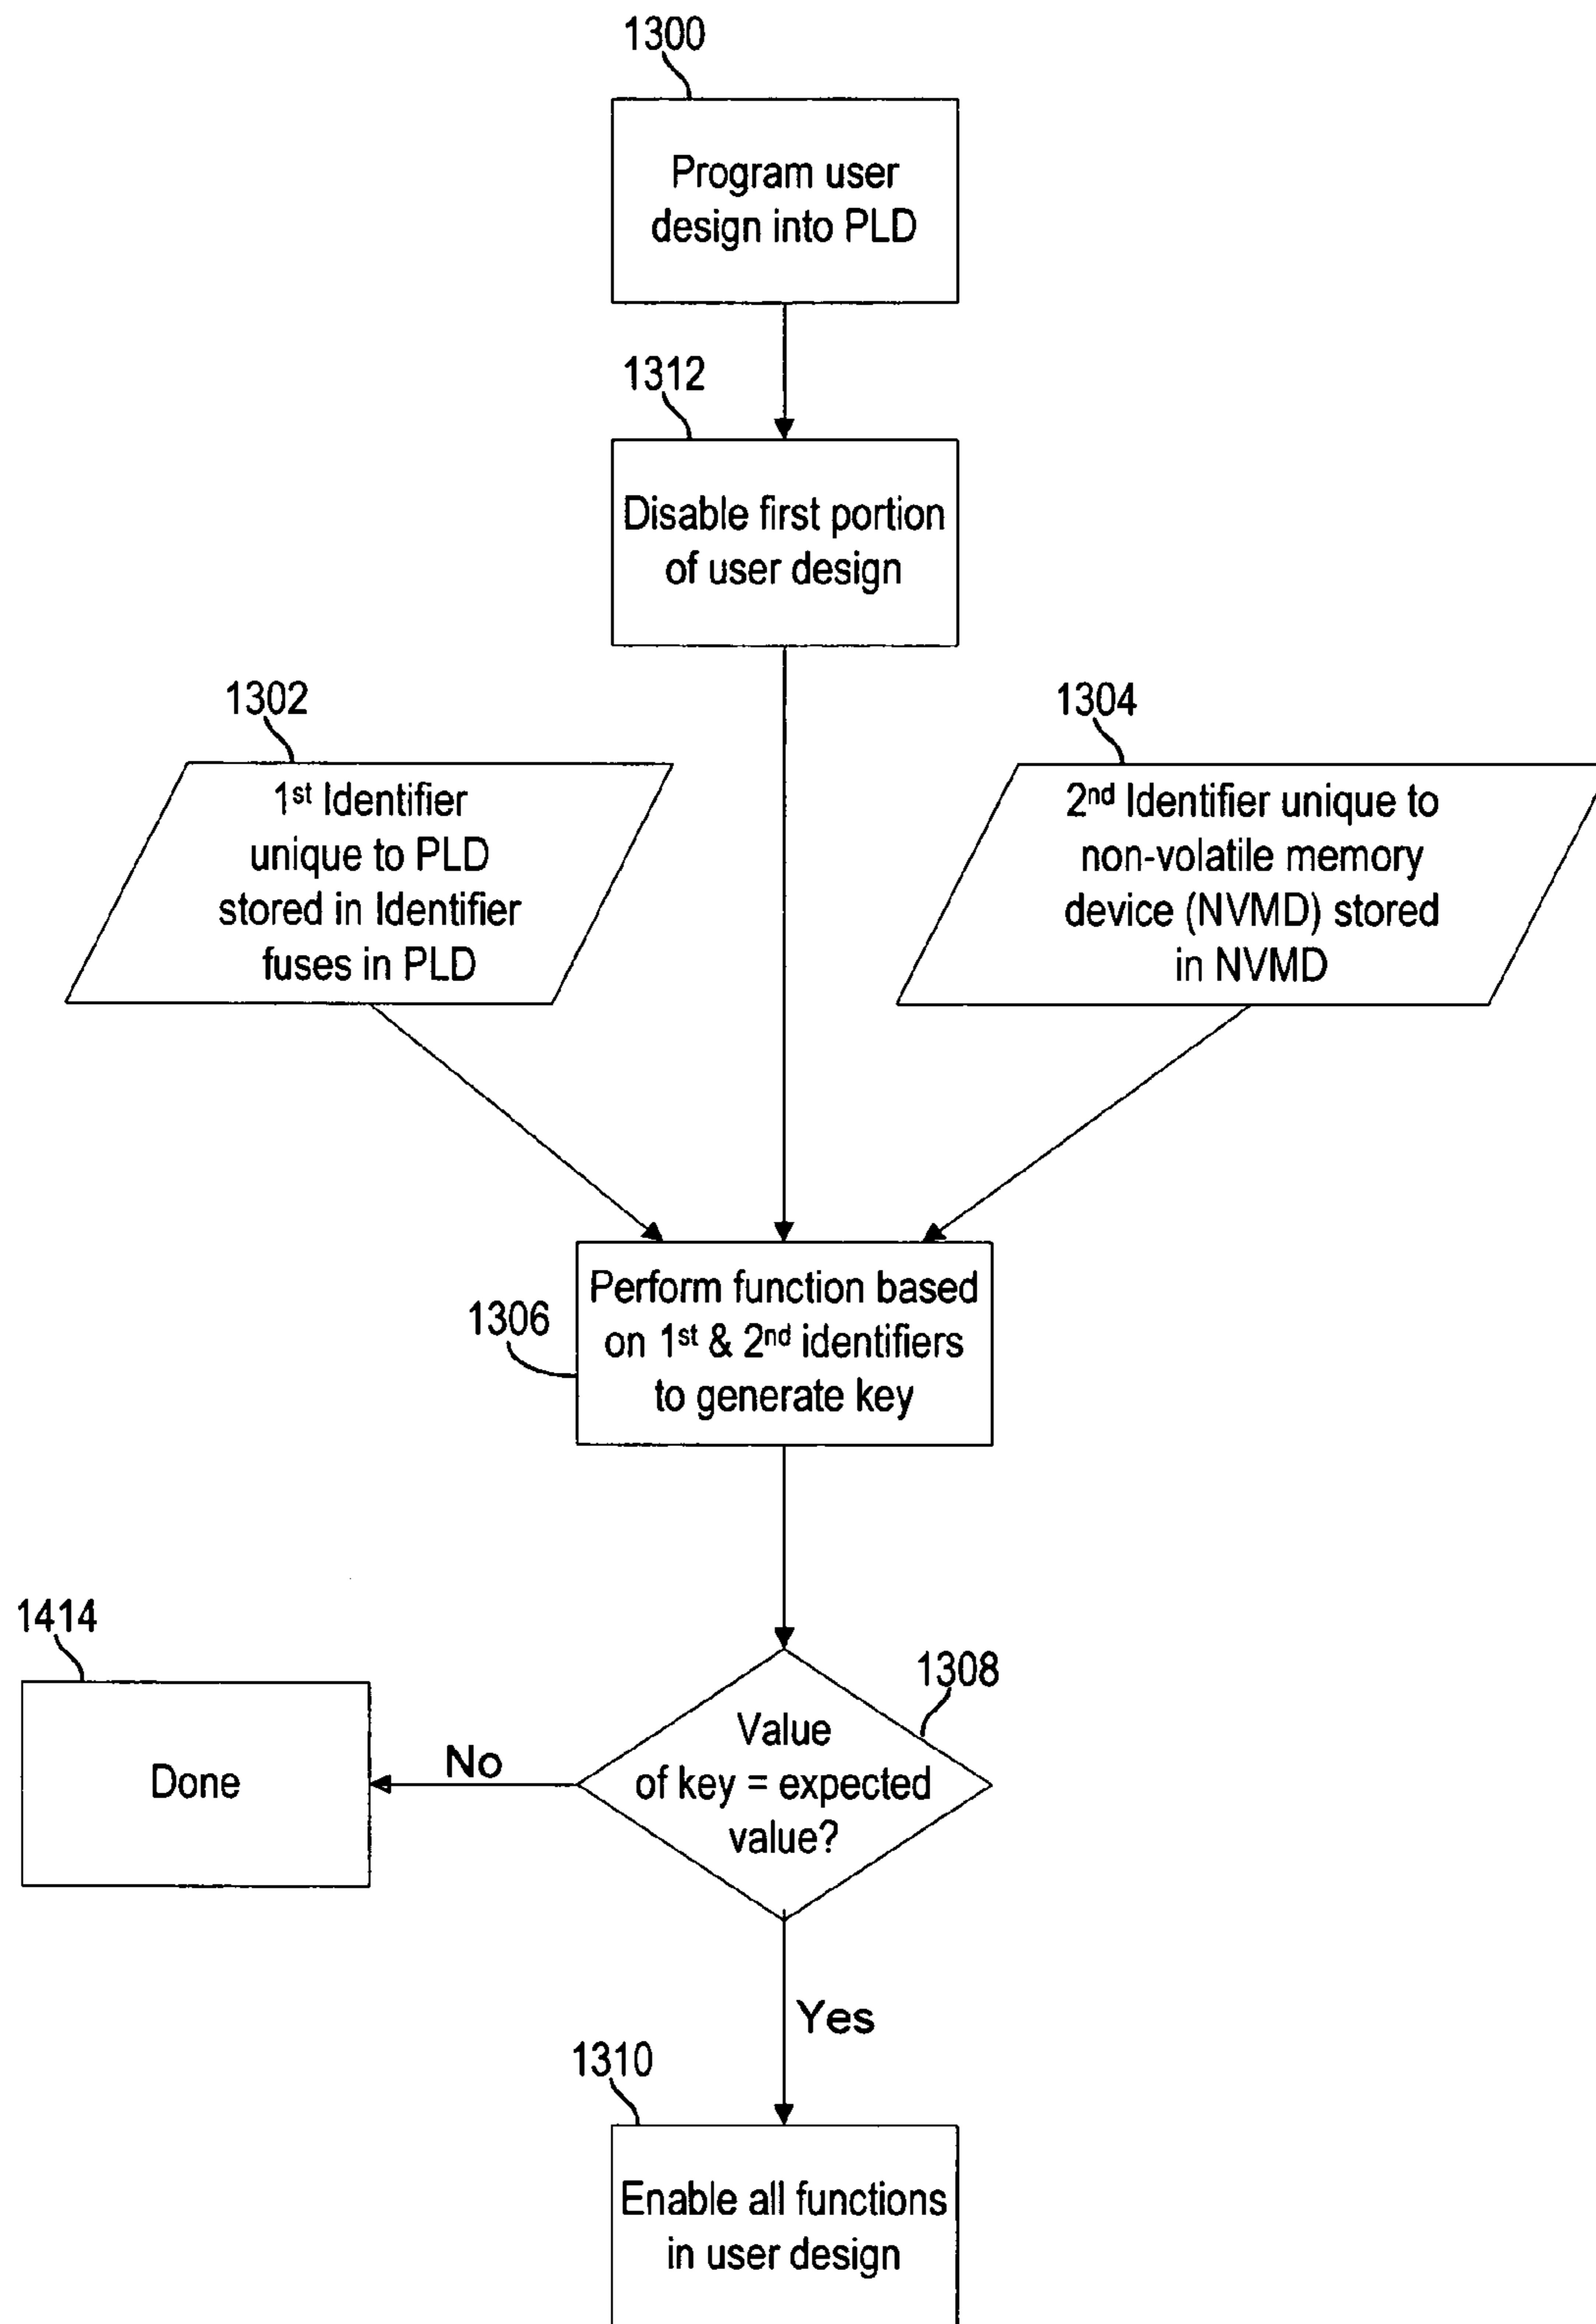 1300
Program user
design into PLD
1312
Disable first portion
of user design
1302
1st Identifier
unique to PLD
stored in Identifier
fuses in PLD
1304
2nd Identifier unique to
non-volatile memory
device (NVMD) stored
in NVMD
1306
Perform function based
on 1st & 2nd identifiers
to generate key
1308
Value
of key = expected
value?
No
1414
Done
Yes
1310
Enable all functions
in user design